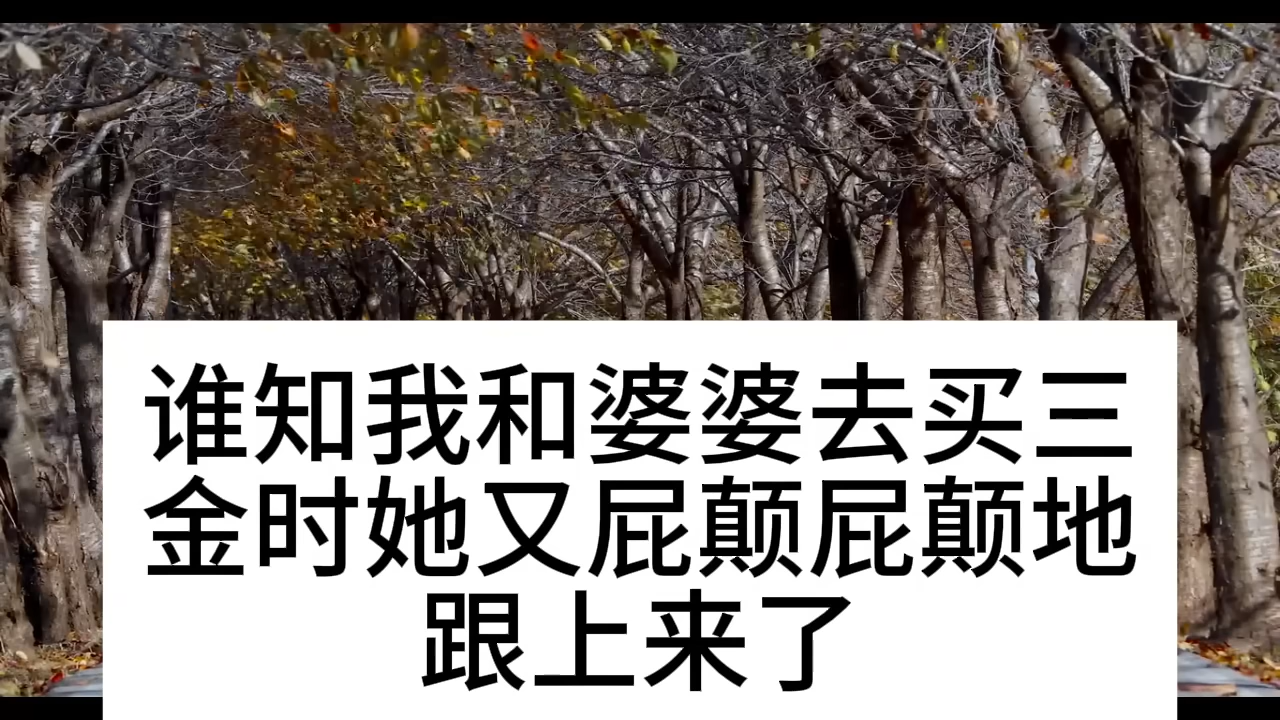 谁知我和婆婆去买三
金时她又屁颠屁颠地
跟上来了